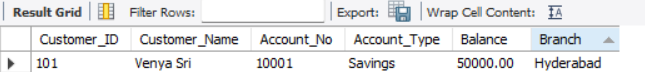 Result Grid Filter Rows: Export: Wrap Cell Content: IA
Customer_ID Customer_Name Account_No Account_Type Balance Branch
101 Venya Sri 10001 Savings 50000.00 Hyderabad